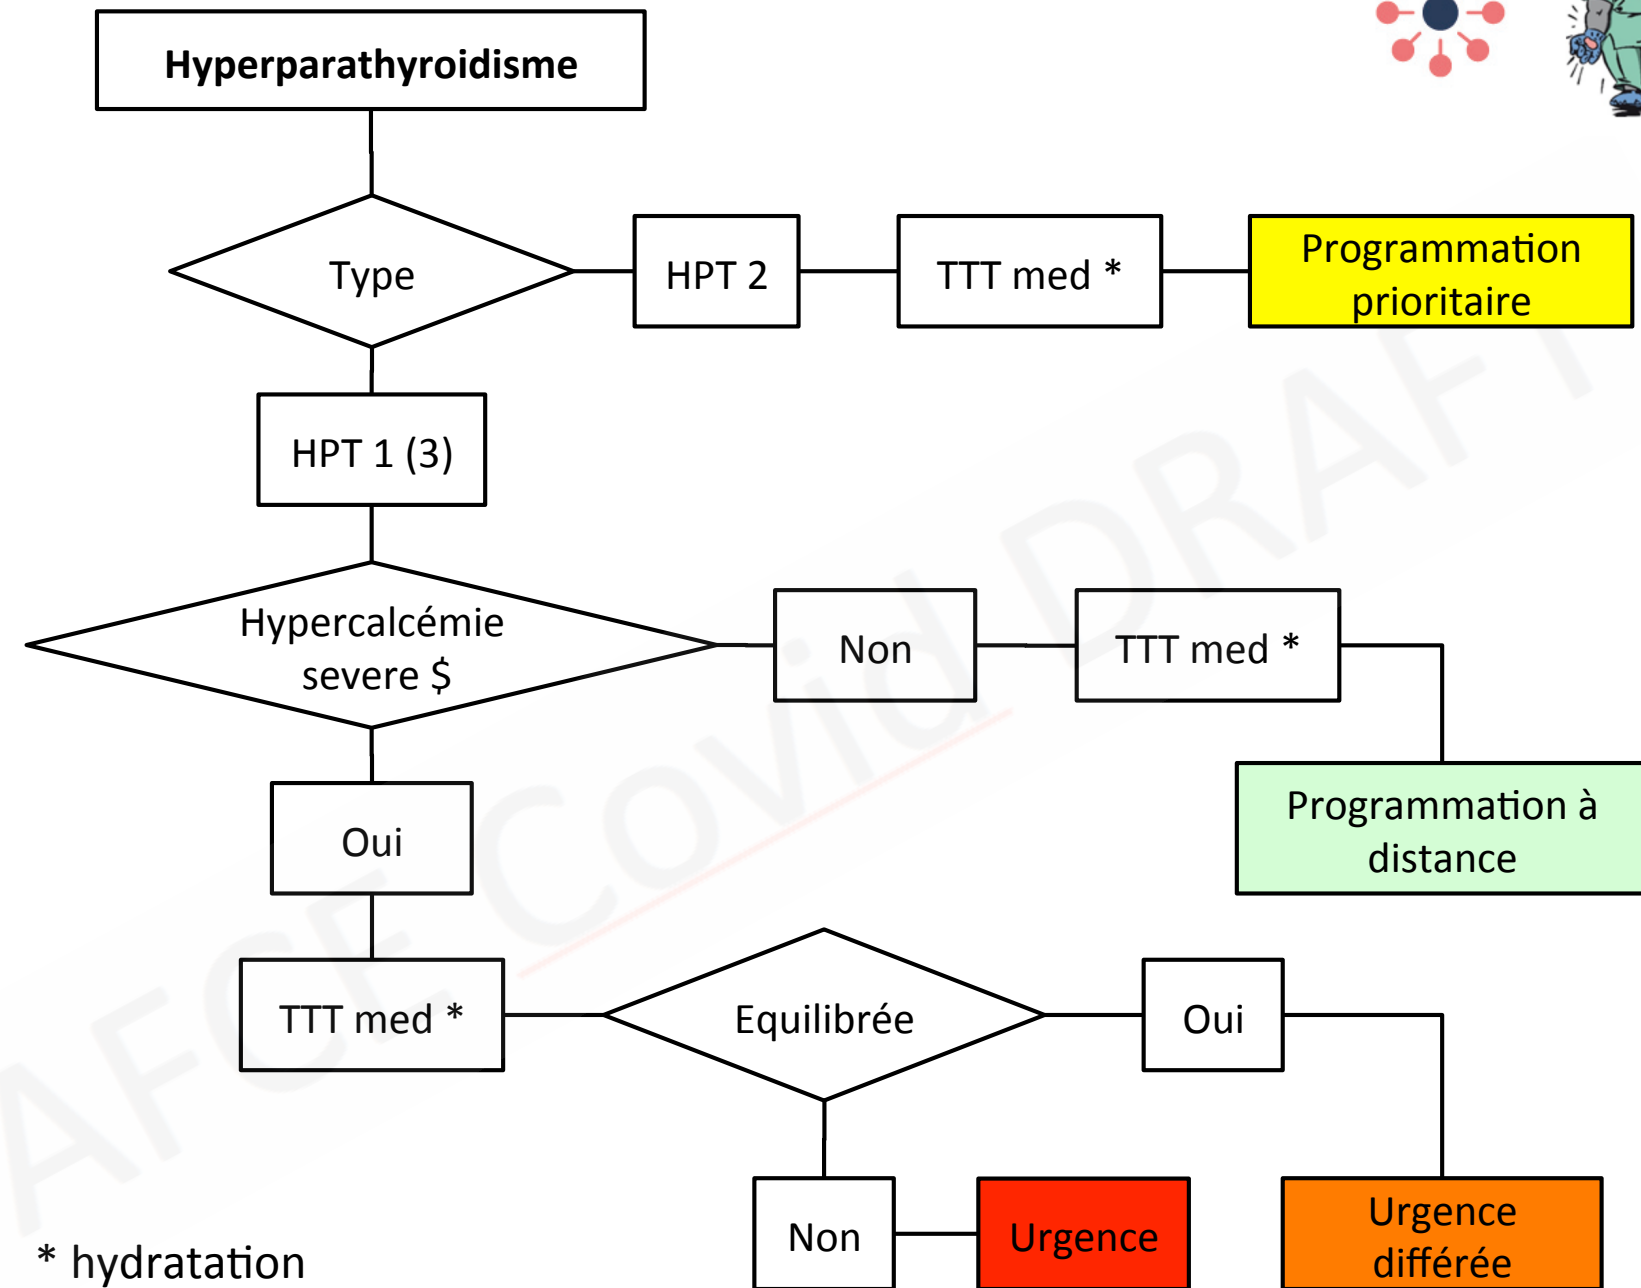 Hyperparathyroidisme
Type
HPT 2
TTT med *
Programmation
prioritaire
HPT 1 (3)
Hypercalcémie
severe $
Non
TTT med *
Programmation à
distance
Oui
TTT med *
Equilibrée
Oui
Non
Urgence
Urgence
différée
* hydratation
AFCE Covid DRAFT